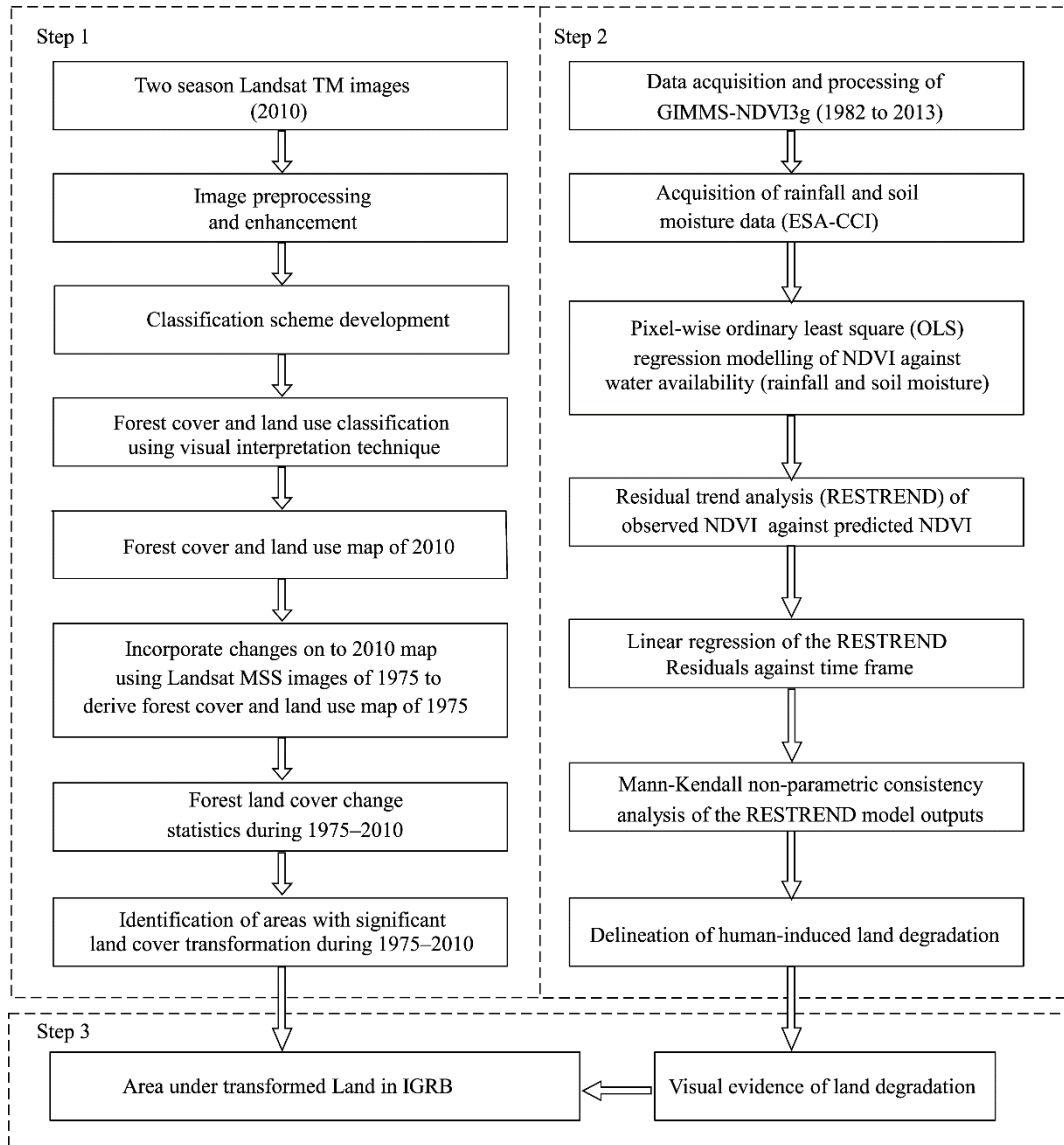 Step 1
Two season Landsat TM images
(2010)
Image preprocessing
and enhancement
Classification scheme development
Forest cover and land use classification
using visual interpretation technique
Forest cover and land use map of 2010
Incorporate changes on to 2010 map
using Landsat MSS images of 1975 to
derive forest cover and land use map of 1975
Forest land cover change
statistics during 1975–2010
Identification of areas with significant
land cover transformation during 1975–2010
Step 2
Data acquisition and processing of
GIMMS-NDVI3g (1982 to 2013)
Acquisition of rainfall and soil
moisture data (ESA-CCI)
Pixel-wise ordinary least square (OLS)
regression modelling of NDVI against
water availability (rainfall and soil moisture)
Residual trend analysis (RESTREND) of
observed NDVI against predicted NDVI
Linear regression of the RESTREND
Residuals against time frame
Mann-Kendall non-parametric consistency
analysis of the RESTREND model outputs
Delineation of human-induced land degradation
Step 3
Area under transformed Land in IGRB
Visual evidence of land degradation